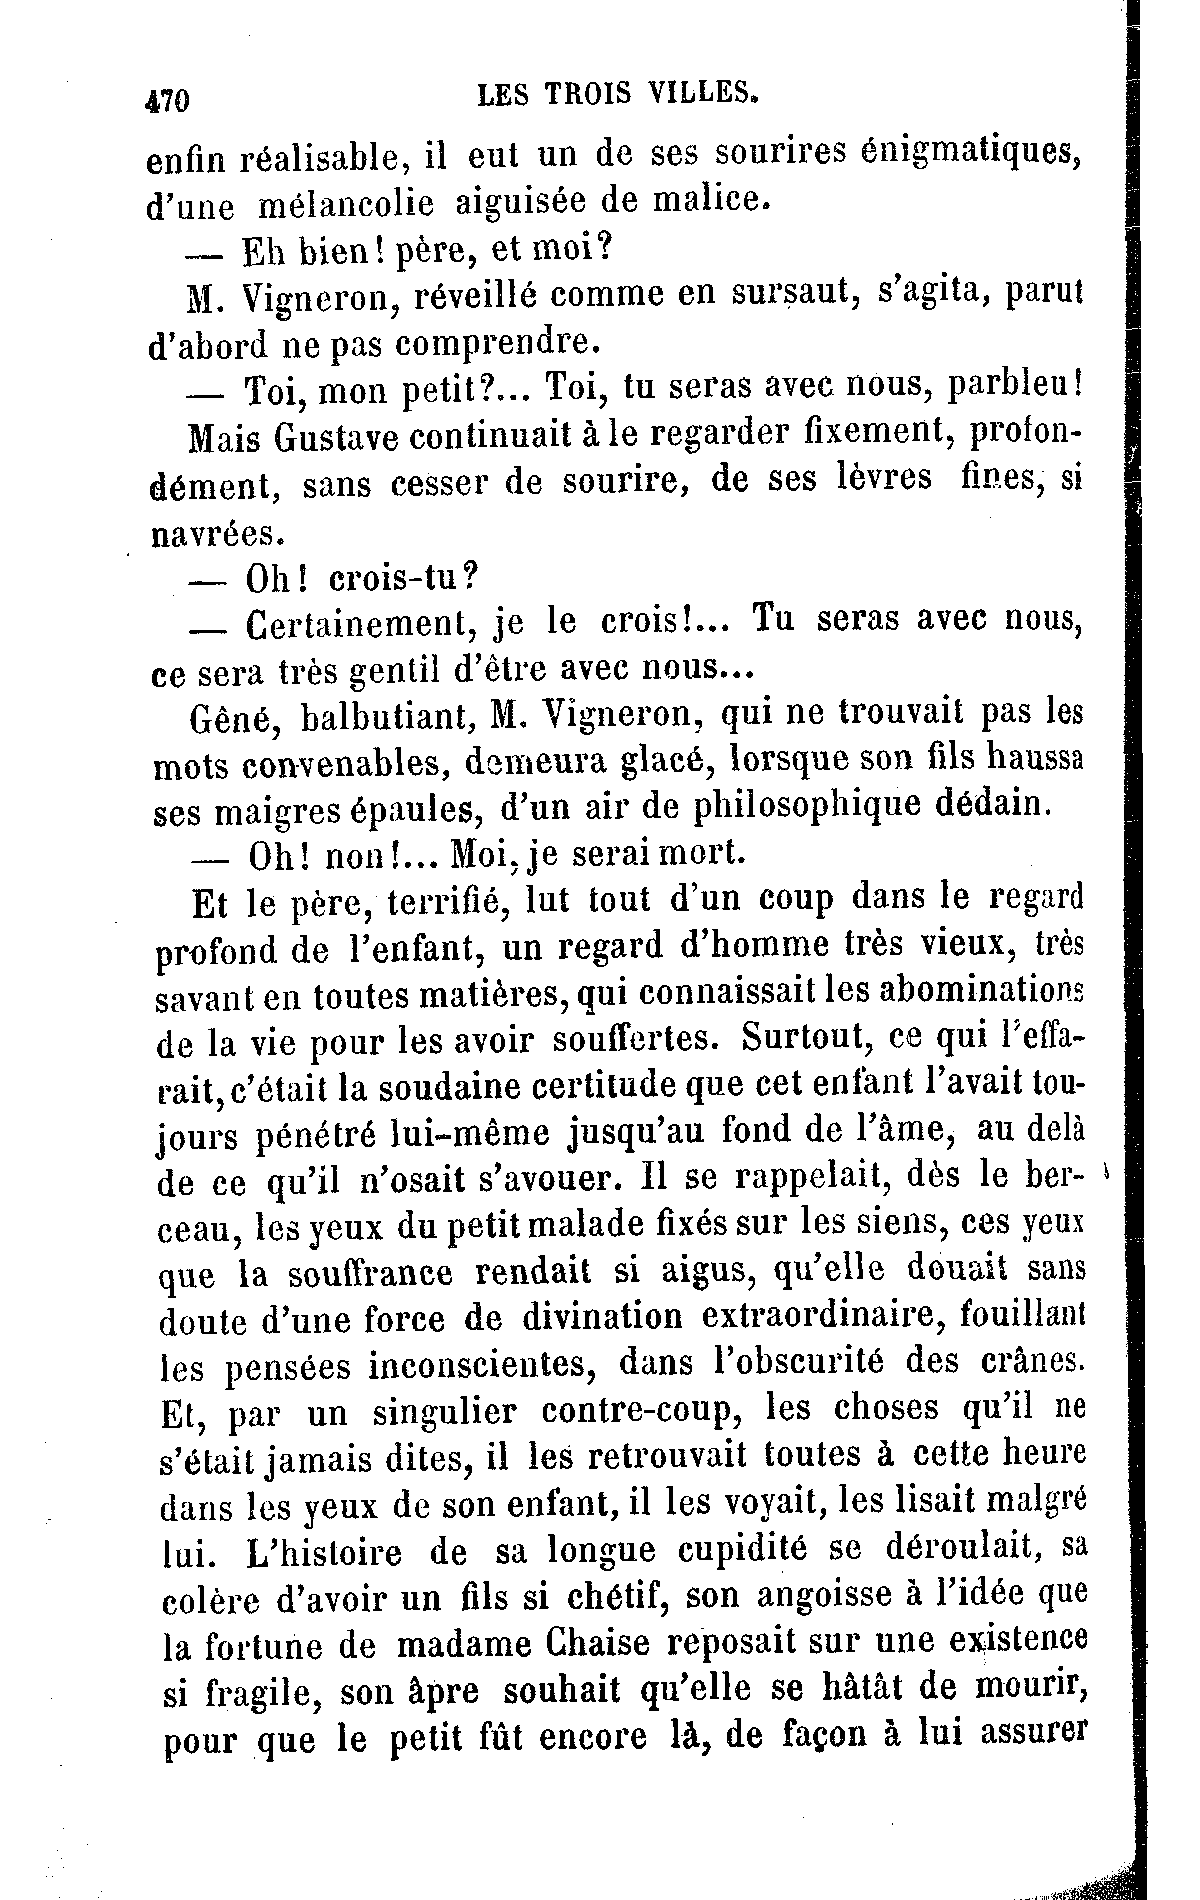 470 LES TROIS VILLES.
enfin réalisable, il eut un de ses sourires énigmatiques,
d'une mélancolie aiguisée de malice.
— Eh bien! père, et moi?
M. Vigneron, réveillé comme en sursaut, s'agita, parut
d'abord ne pas comprendre.
— Toi, mon petit?... Toi, tu seras avec nous, parbleu!
Mais Gustave continuait à le regarder fixement, profon-
dément, sans cesser de sourire, de ses lèvres fines, si
navrées.
— Oh! crois-tu?
— Certainement, je le crois!... Tu seras avec nous,
ce sera très gentil d'être avec nous...
Gêné, balbutiant, M. Vigneron, qui ne trouvait pas les
mots convenables, demeura glacé, lorsque son fils haussa
ses maigres épaules, d'un air de philosophique dédain.
— Oh! non!... Moi, je serai mort.
Et le père, terrifié, lut tout d'un coup dans le regard
profond de l'enfant, un regard d'homme très vieux, très
savant en toutes matières, qui connaissait les abominations
de la vie pour les avoir souffertes. Surtout, ce qui l'effa-
rait, c'était la soudaine certitude que cet enfant l'avait tou-
jours pénétré lui-même jusqu'au fond de l'âme, au delà
de ce qu'il n'osait s'avouer. Il se rappelait, dès le ber-
ceau, les yeux du petit malade fixés sur les siens, ces yeux
que la souffrance rendait si aigus, qu'elle douait sans
doute d'une force de divination extraordinaire, fouillant
les pensées inconscientes, dans l'obscurité des crânes.
Et, par un singulier contre-coup, les choses qu'il ne
s'était jamais dites, il les retrouvait toutes à cette heure
dans les yeux de son enfant, il les voyait, les lisait malgré
lui. L'histoire de sa longue cupidité se déroulait, sa
colère d'avoir un fils si chétif, son angoisse à l'idée que
la fortune de madame Chaise reposait sur une existence
si fragile, son âpre souhait qu'elle se hâtât de mourir,
pour que le petit fût encore là, de façon à lui assurer